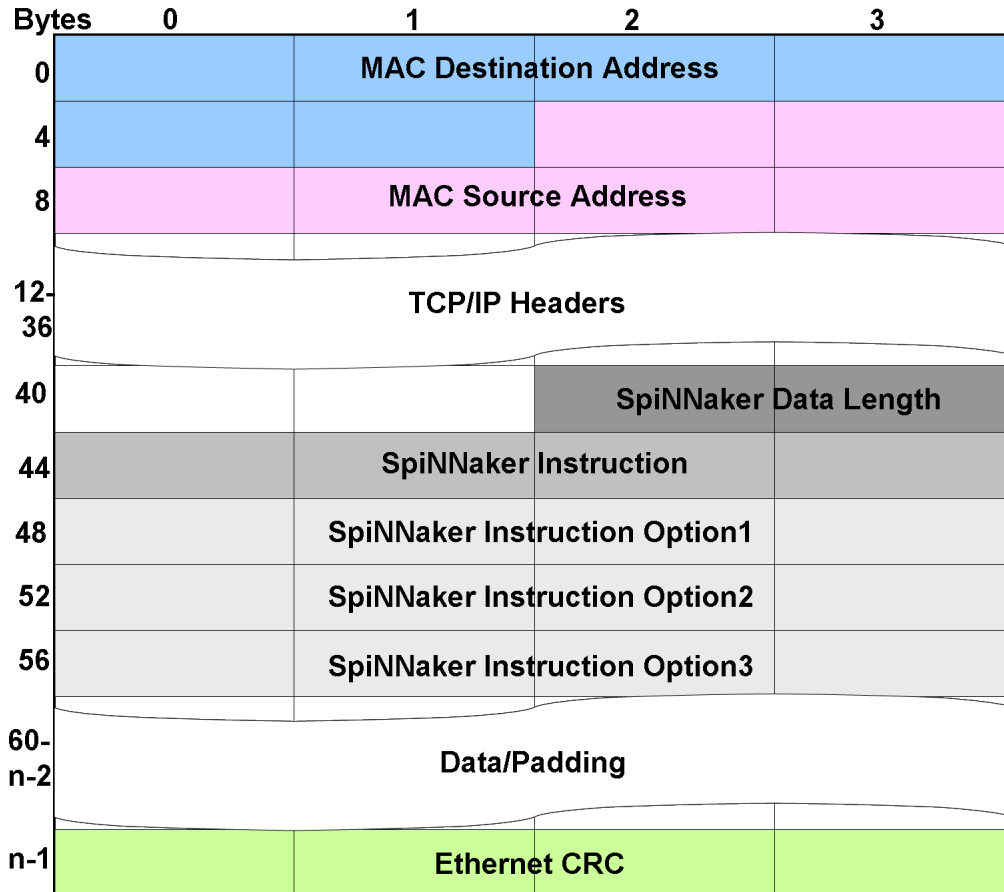 Bytes 0 1 2 3
0 MAC Destination Address
4
8 MAC Source Address
12-
36
TCP/IP Headers
40 SpiNNaker Data Length
44 SpiNNaker Instruction
48 SpiNNaker Instruction Option1
52 SpiNNaker Instruction Option2
56 SpiNNaker Instruction Option3
60-
n-2
Data/Padding
n-1 Ethernet CRC